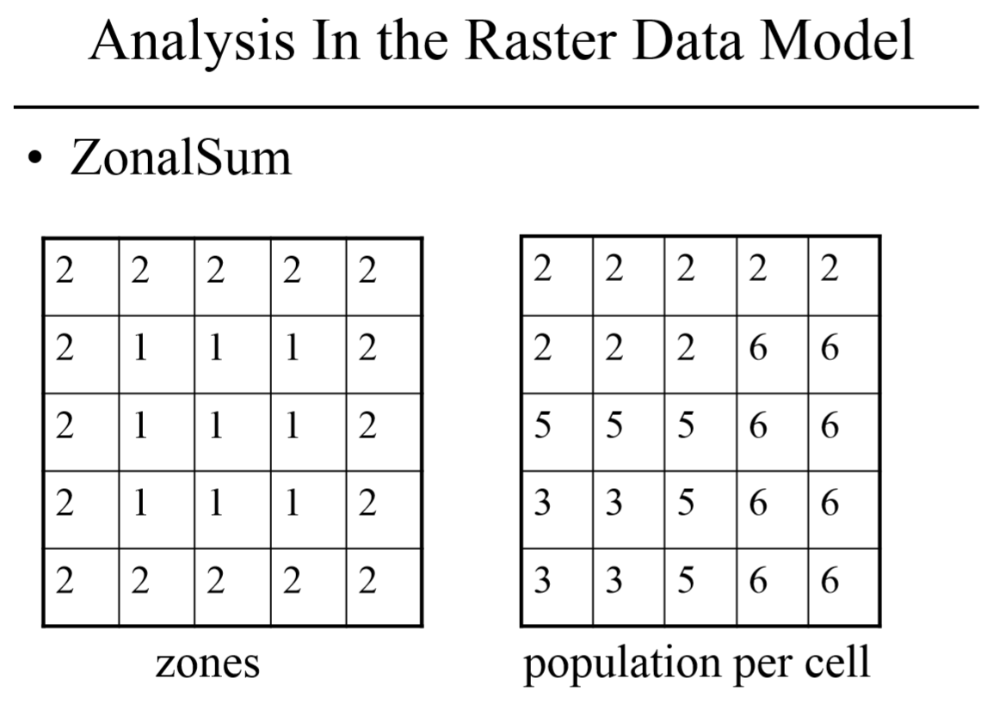 Analysis In the Raster Data Model
• ZonalSum
2 2 2 2 2
2 1 1 1 2
2 1 1 1 2
2 1 1 1 2
2 2 2 2 2
zones
2 2 2 2 2
2 2 2 6 6
5 5 5 6 6
3 3 5 6 6
3 3 5 6 6
population per cell